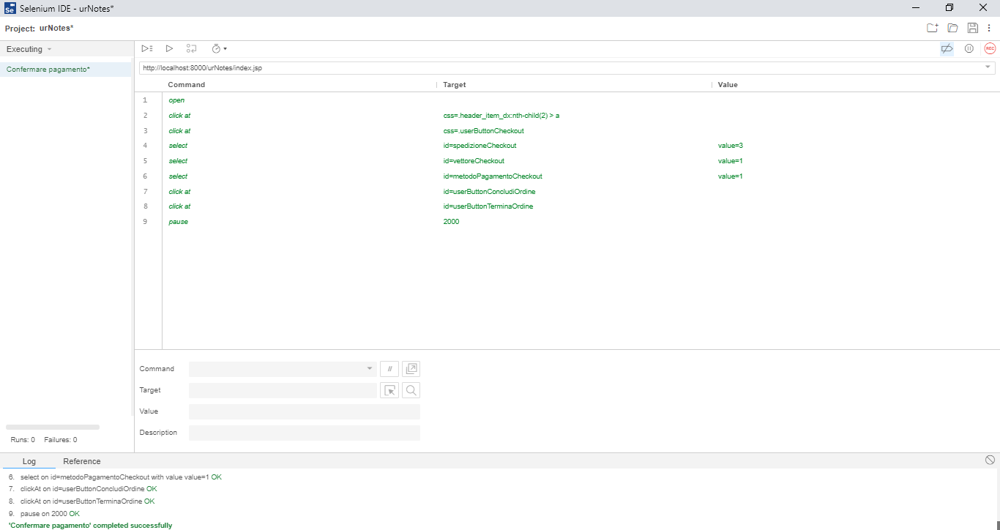 Selenium IDE - urNotes*
Project: urNotes*
Executing
Confermare pagamento*
REC
http://localhost:8000/urNotes/index.jsp
Command Target Value
1 open
2 click at css=.header_item_dx:nth-child(2) > a
3 click at css=.userButtonCheckout
4 select id=spedizioneCheckout value=3
5 select id=vettoreCheckout value=1
6 select id=metodoPagamentoCheckout value=1
7 click at id=userButtonConcludiOrdine
8 click at id=userButtonTerminaOrdine
9 pause 2000
Command //
Target
Value
Description
Runs: 0 Failures: 0
Log Reference
6. select on id=metodoPagamentoCheckout with value value=1 OK
7. clickAt on id=userButtonConcludiOrdine OK
8. clickAt on id=userButtonTerminaOrdine OK
9. pause on 2000 OK
'Confermare pagamento' completed successfully